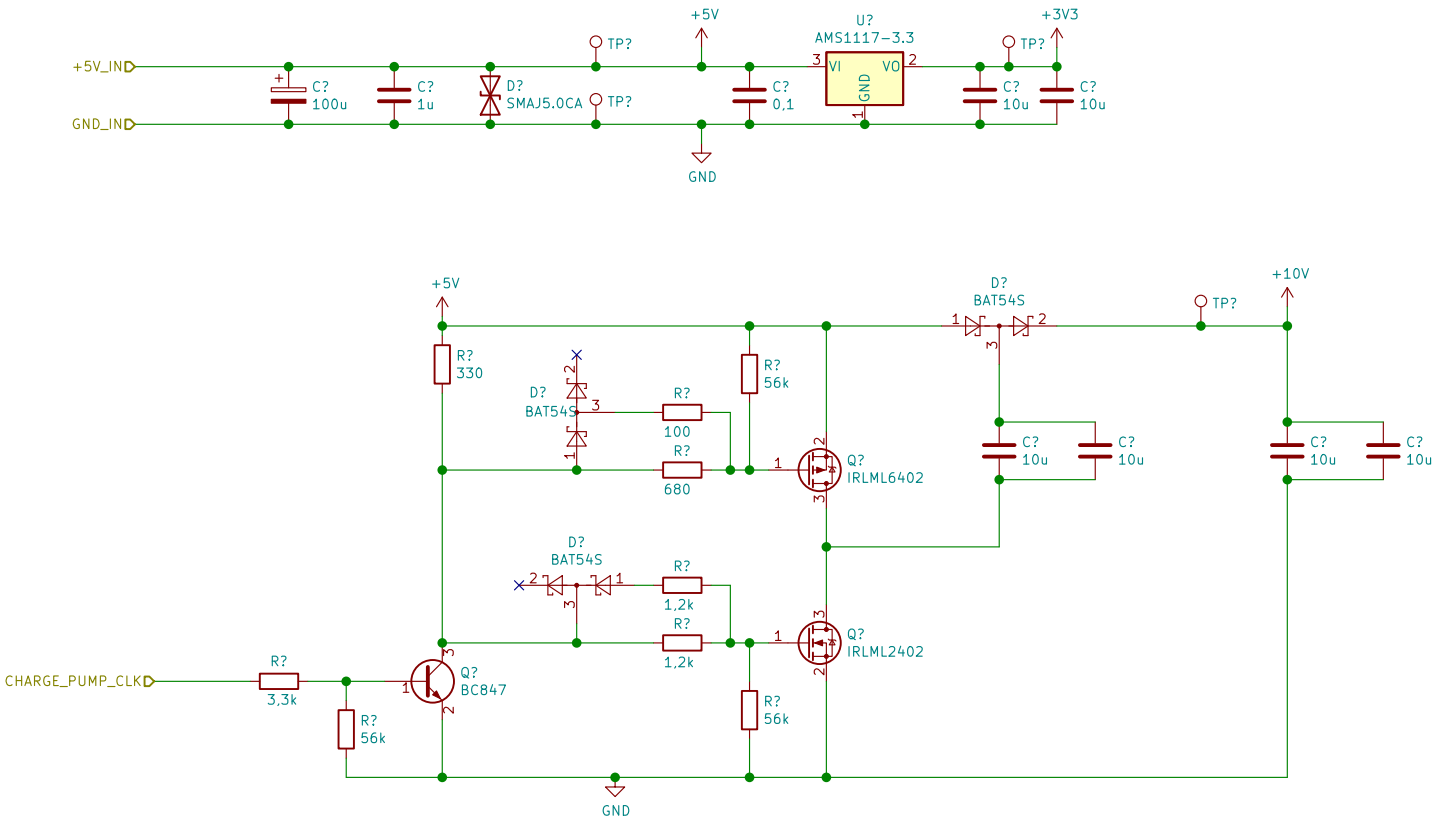 +5V
+3V3
U?
AMS1117-3.3
TP?
TP?
+5V_IN
3
VI
VO
2
GND
1
+
C?
100u
C?
1u
D?
SMAJ5.0CA
TP?
C?
0,1
C?
10u
C?
10u
GND_IN
GND
+5V
D?
BAT54S
+10V
TP?
1
2
3
R?
330
2
D?
BAT54S
3
1
R?
100
R?
56k
R?
680
1
2
Q?
IRLML6402
3
C?
10u
C?
10u
C?
10u
C?
10u
D?
BAT54S
2
1
3
R?
1,2k
R?
1,2k
1
3
Q?
IRLML2402
2
CHARGE_PUMP_CLK
R?
3,3k
1
3
Q?
BC847
2
R?
56k
R?
56k
GND